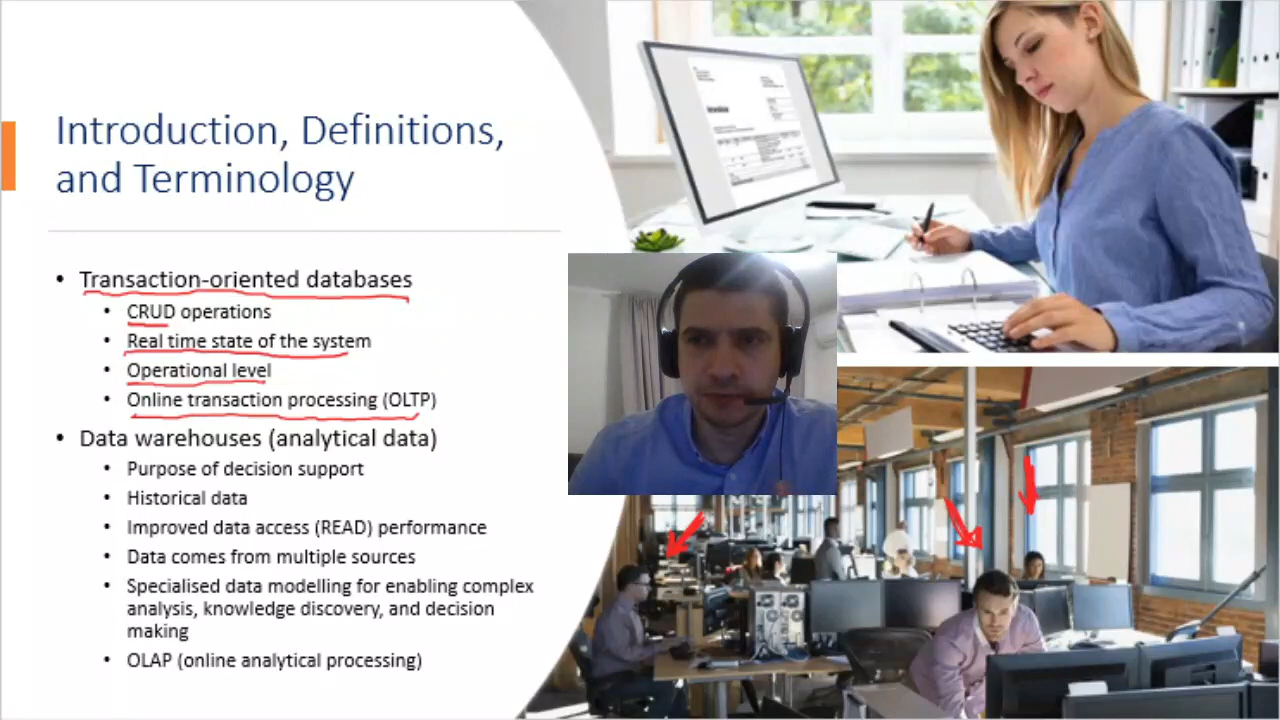 Introduction, Definitions,
and Terminology
• Transaction-oriented databases
• CRUD operations
• Real time state of the system
• Operational level
• Online transaction processing (OLTP)
• Data warehouses (analytical data)
• Purpose of decision support
• Historical data
• Improved data access (READ) performance
• Data comes from multiple sources
• Specialised data modelling for enabling complex
analysis, knowledge discovery, and decision
making
• OLAP (online analytical processing)